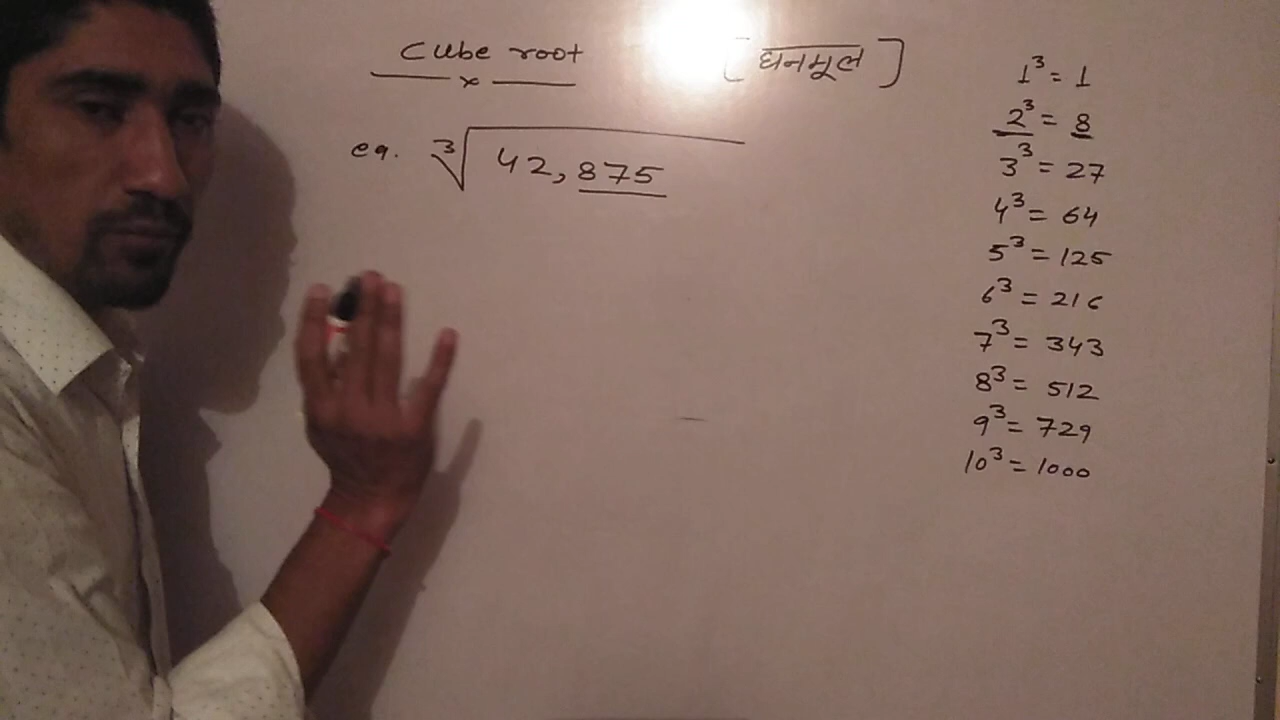 Cube root [घनमूल]
eg. ³√42,875
1³ = 1
2³ = 8
3³ = 27
4³ = 64
5³ = 125
6³ = 216
7³ = 343
8³ = 512
9³ = 729
10³ = 1000